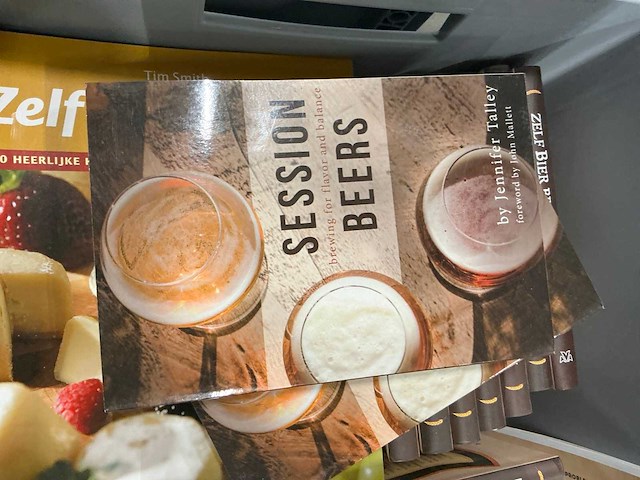 Tim Smith
Zelf
0 HEERLIJKE
SESSION
BEERS
brewing for flavor and balance
by Jennifer Talley
foreword by John Mallett
ZELF BIER